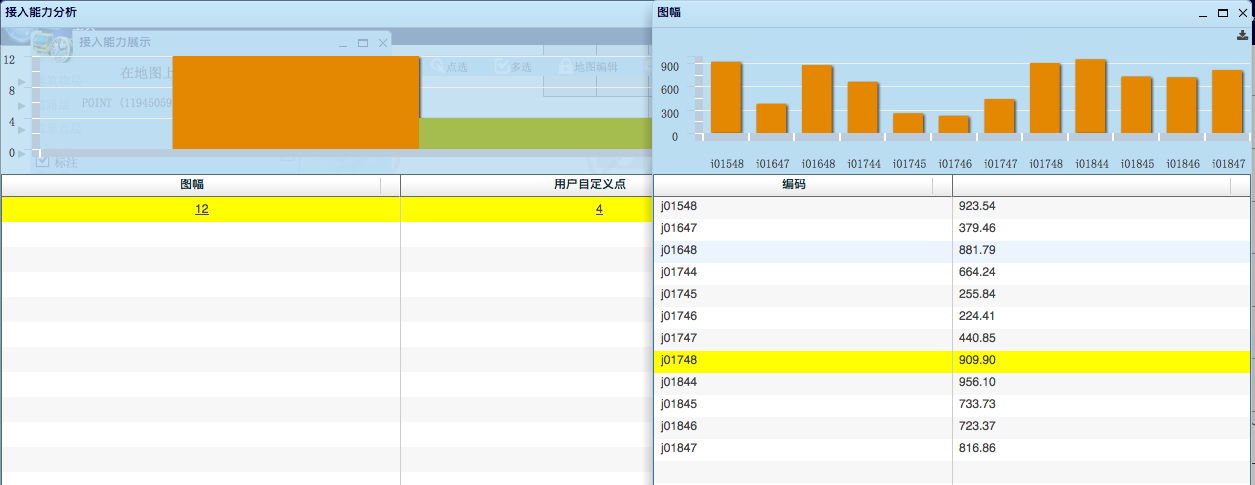 接入能力分析
接入能力展示
在地图上
点选
多选
地图编辑
POINT (11945059
标注
12
8
4
0
图幅
用户自定义点
12
4
图幅
900
600
300
0
j01548
j01647
j01648
j01744
j01745
j01746
j01747
j01748
j01844
j01845
j01846
j01847
编码
j01548 923.54
j01647 379.46
j01648 881.79
j01744 664.24
j01745 255.84
j01746 224.41
j01747 440.85
j01748 909.90
j01844 956.10
j01845 733.73
j01846 723.37
j01847 816.86